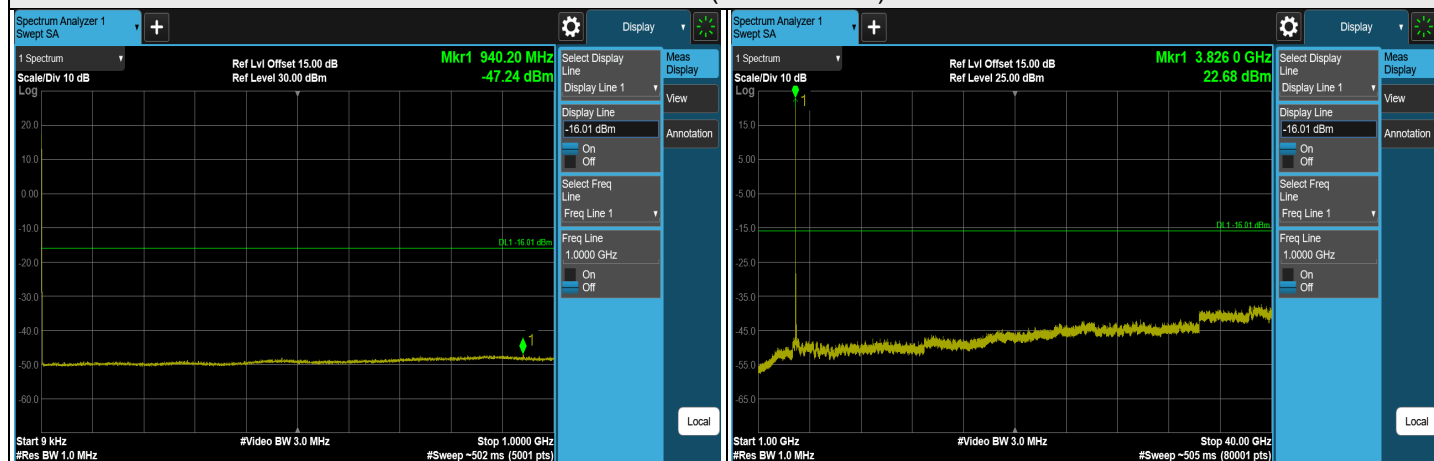 Spectrum Analyzer 1
Swept SA
+
Display
1 Spectrum
Scale/Div 10 dB
Log
Ref Lvl Offset 15.00 dB
Ref Level 30.00 dBm
Mkr1 940.20 MHz
-47.24 dBm
20.0
10.0
0.00
-10.0
-20.0
-30.0
-40.0
-50.0
-60.0
DL1 -16.01 dBm
1
Start 9 kHz
#Res BW 1.0 MHz
#Video BW 3.0 MHz
Stop 1.0000 GHz
#Sweep ~502 ms (5001 pts)
Select Display
Line
Display Line 1
Display Line
-16.01 dBm
On
Off
Select Freq
Line
Freq Line 1
Freq Line
1.0000 GHz
On
Off
Meas
Display
View
Annotation
Local
Spectrum Analyzer 1
Swept SA
+
Display
1 Spectrum
Scale/Div 10 dB
Log
Ref Lvl Offset 15.00 dB
Ref Level 25.00 dBm
Mkr1 3.826 0 GHz
22.68 dBm
15.0
5.00
-5.00
-15.0
-25.0
-35.0
-45.0
-55.0
-65.0
DL1 -16.01 dBm
1
Start 1.00 GHz
#Res BW 1.0 MHz
#Video BW 3.0 MHz
Stop 40.00 GHz
#Sweep ~505 ms (80001 pts)
Select Display
Line
Display Line 1
Display Line
-16.01 dBm
On
Off
Select Freq
Line
Freq Line 1
Freq Line
1.0000 GHz
On
Off
Meas
Display
View
Annotation
Local